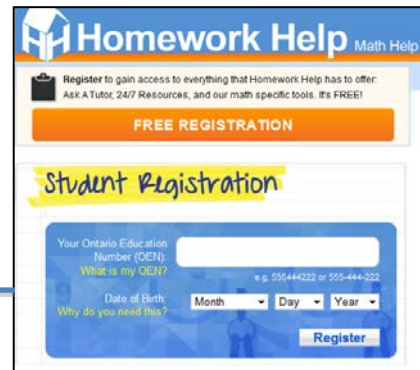 Homework Help Math Help
Register to gain access to everything that Homework Help has to offer:
Ask A Tutor, 24/7 Resources, and our math specific tools. It's FREE!
FREE REGISTRATION
Student Registration
Your Ontario Education
Number (OEN):
What is my OEN?
e.g. 555444222 or 555-444-222
Date of Birth:
Why do you need this?
Month Day Year
Register